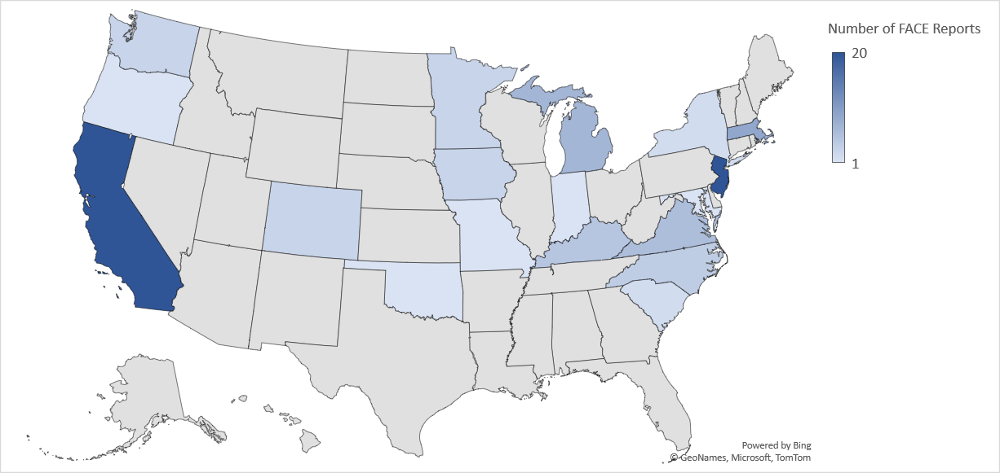 Number of FACE Reports
20
1
Powered by Bing
© GeoNames, Microsoft, TomTom